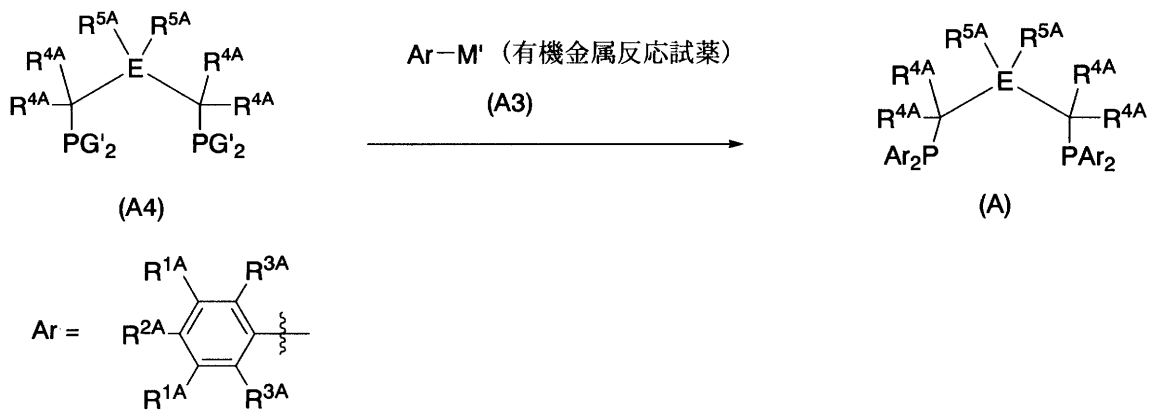 R5A R5A
R4A E R4A
R4A R4A
PG'2 PG'2
(A4)
Ar−M' (有機金属反応試薬)
(A3)
R5A R5A
R4A E R4A
R4A R4A
Ar2P PAr2
(A)
R1A R3A
Ar = R2A
R1A R3A